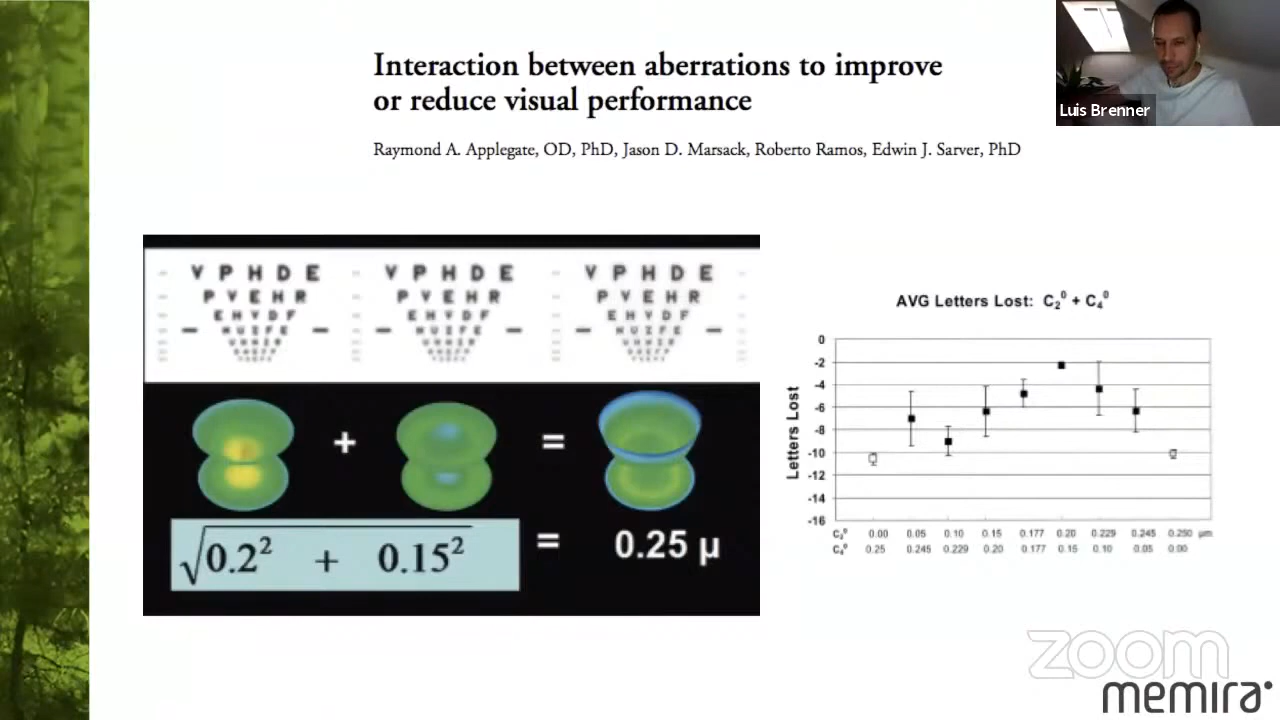 Interaction between aberrations to improve
or reduce visual performance
Raymond A. Applegate, OD, PhD, Jason D. Marsack, Roberto Ramos, Edwin J. Sarver, PhD
Luis Brenner
V P H D E V P H D E V P H D E
P V E H R P V E H R P V E H R
E H V D F E H V D F E H V D F
+ =
√0.2² + 0.15² = 0.25 µ
AVG Letters Lost: C₂⁰ + C₄⁰
Letters Lost
0
-2
-4
-6
-8
-10
-12
-14
-16
C₂⁰ 0.00 0.05 0.10 0.15 0.177 0.20 0.229 0.245 0.250 µm
C₄⁰ 0.25 0.245 0.229 0.20 0.177 0.15 0.10 0.05 0.00
zoom
memira